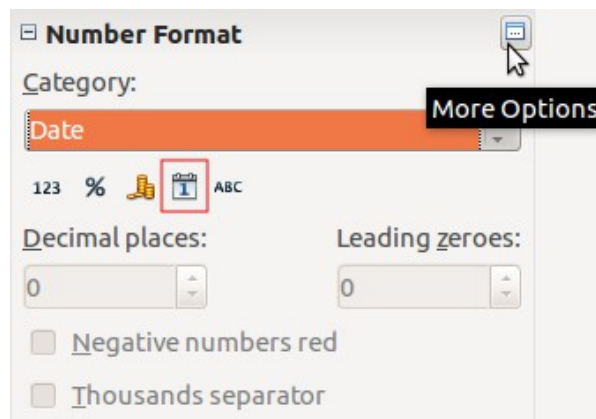 Number Format
Category:
More Options
Date
123 % 1 ABC
Decimal places: Leading zeroes:
0 0
Negative numbers red
Thousands separator